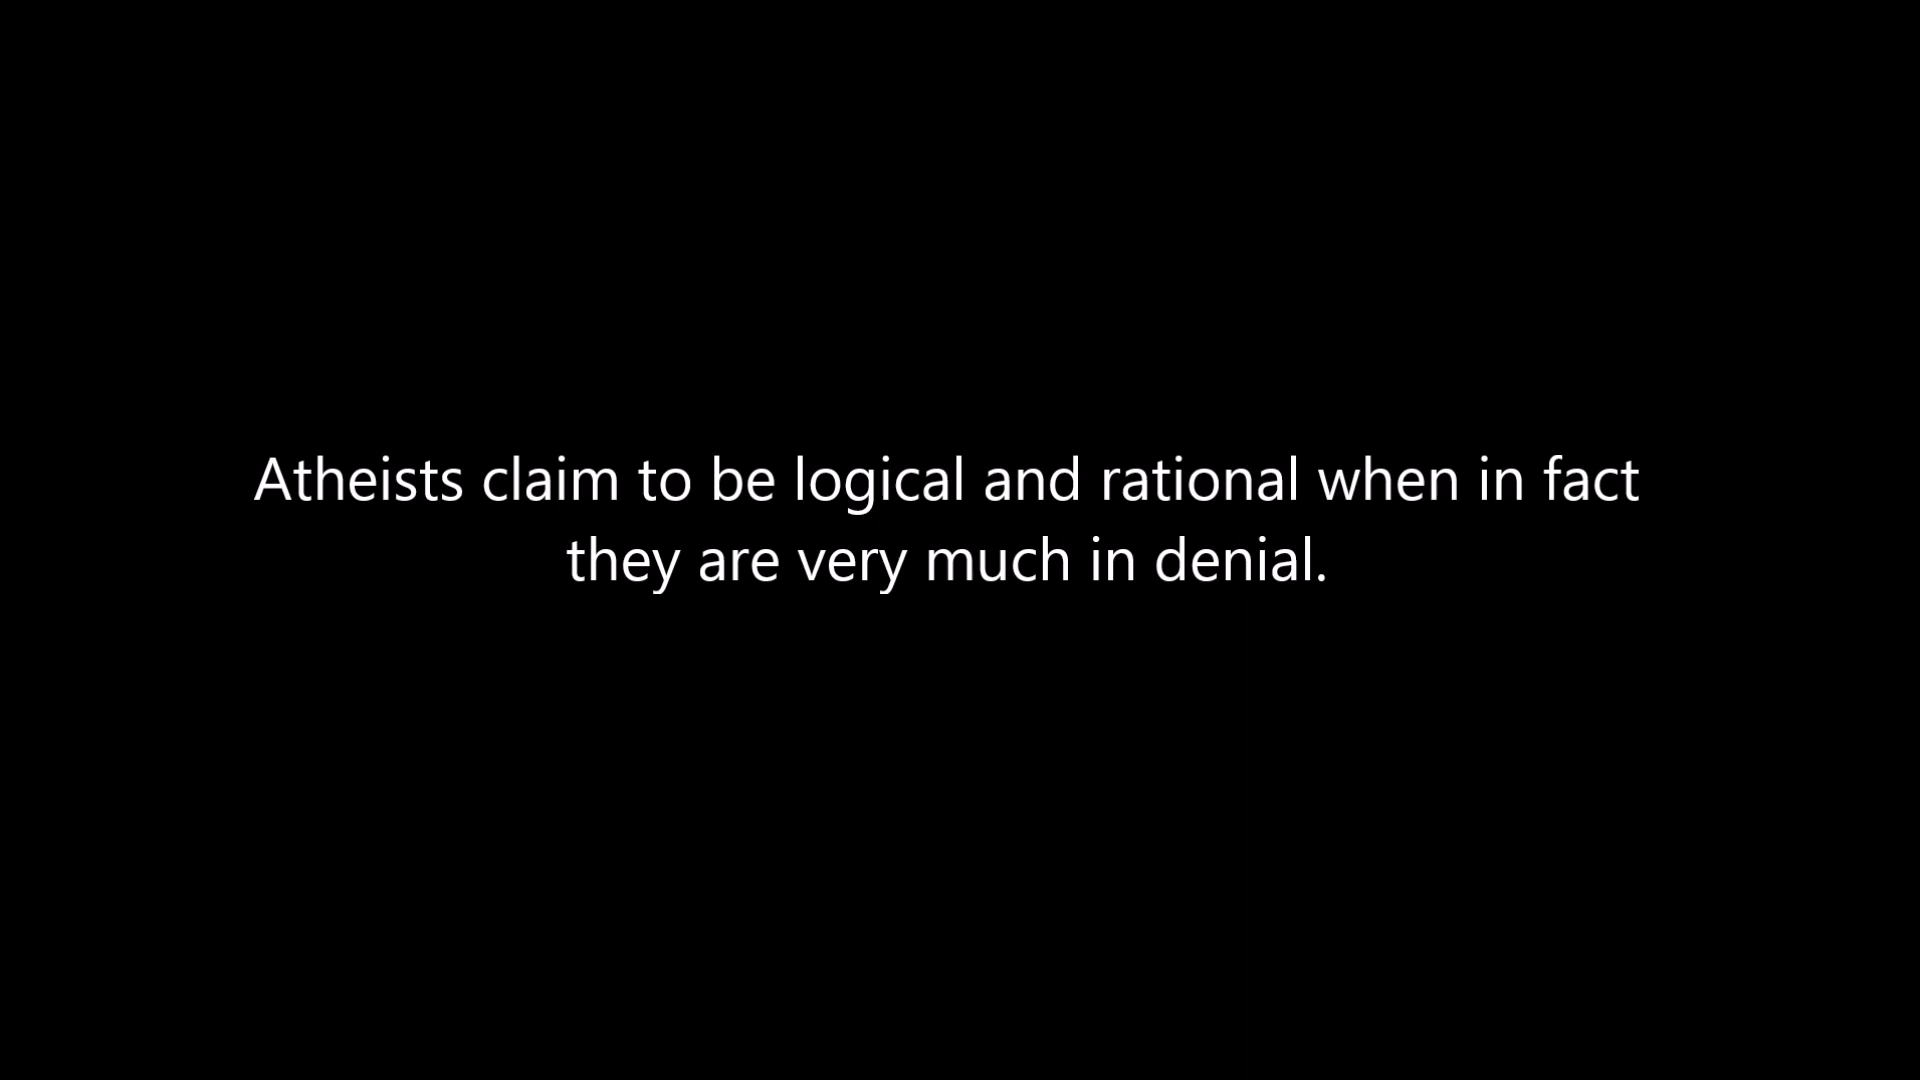 Atheists claim to be logical and rational when in fact
they are very much in denial.